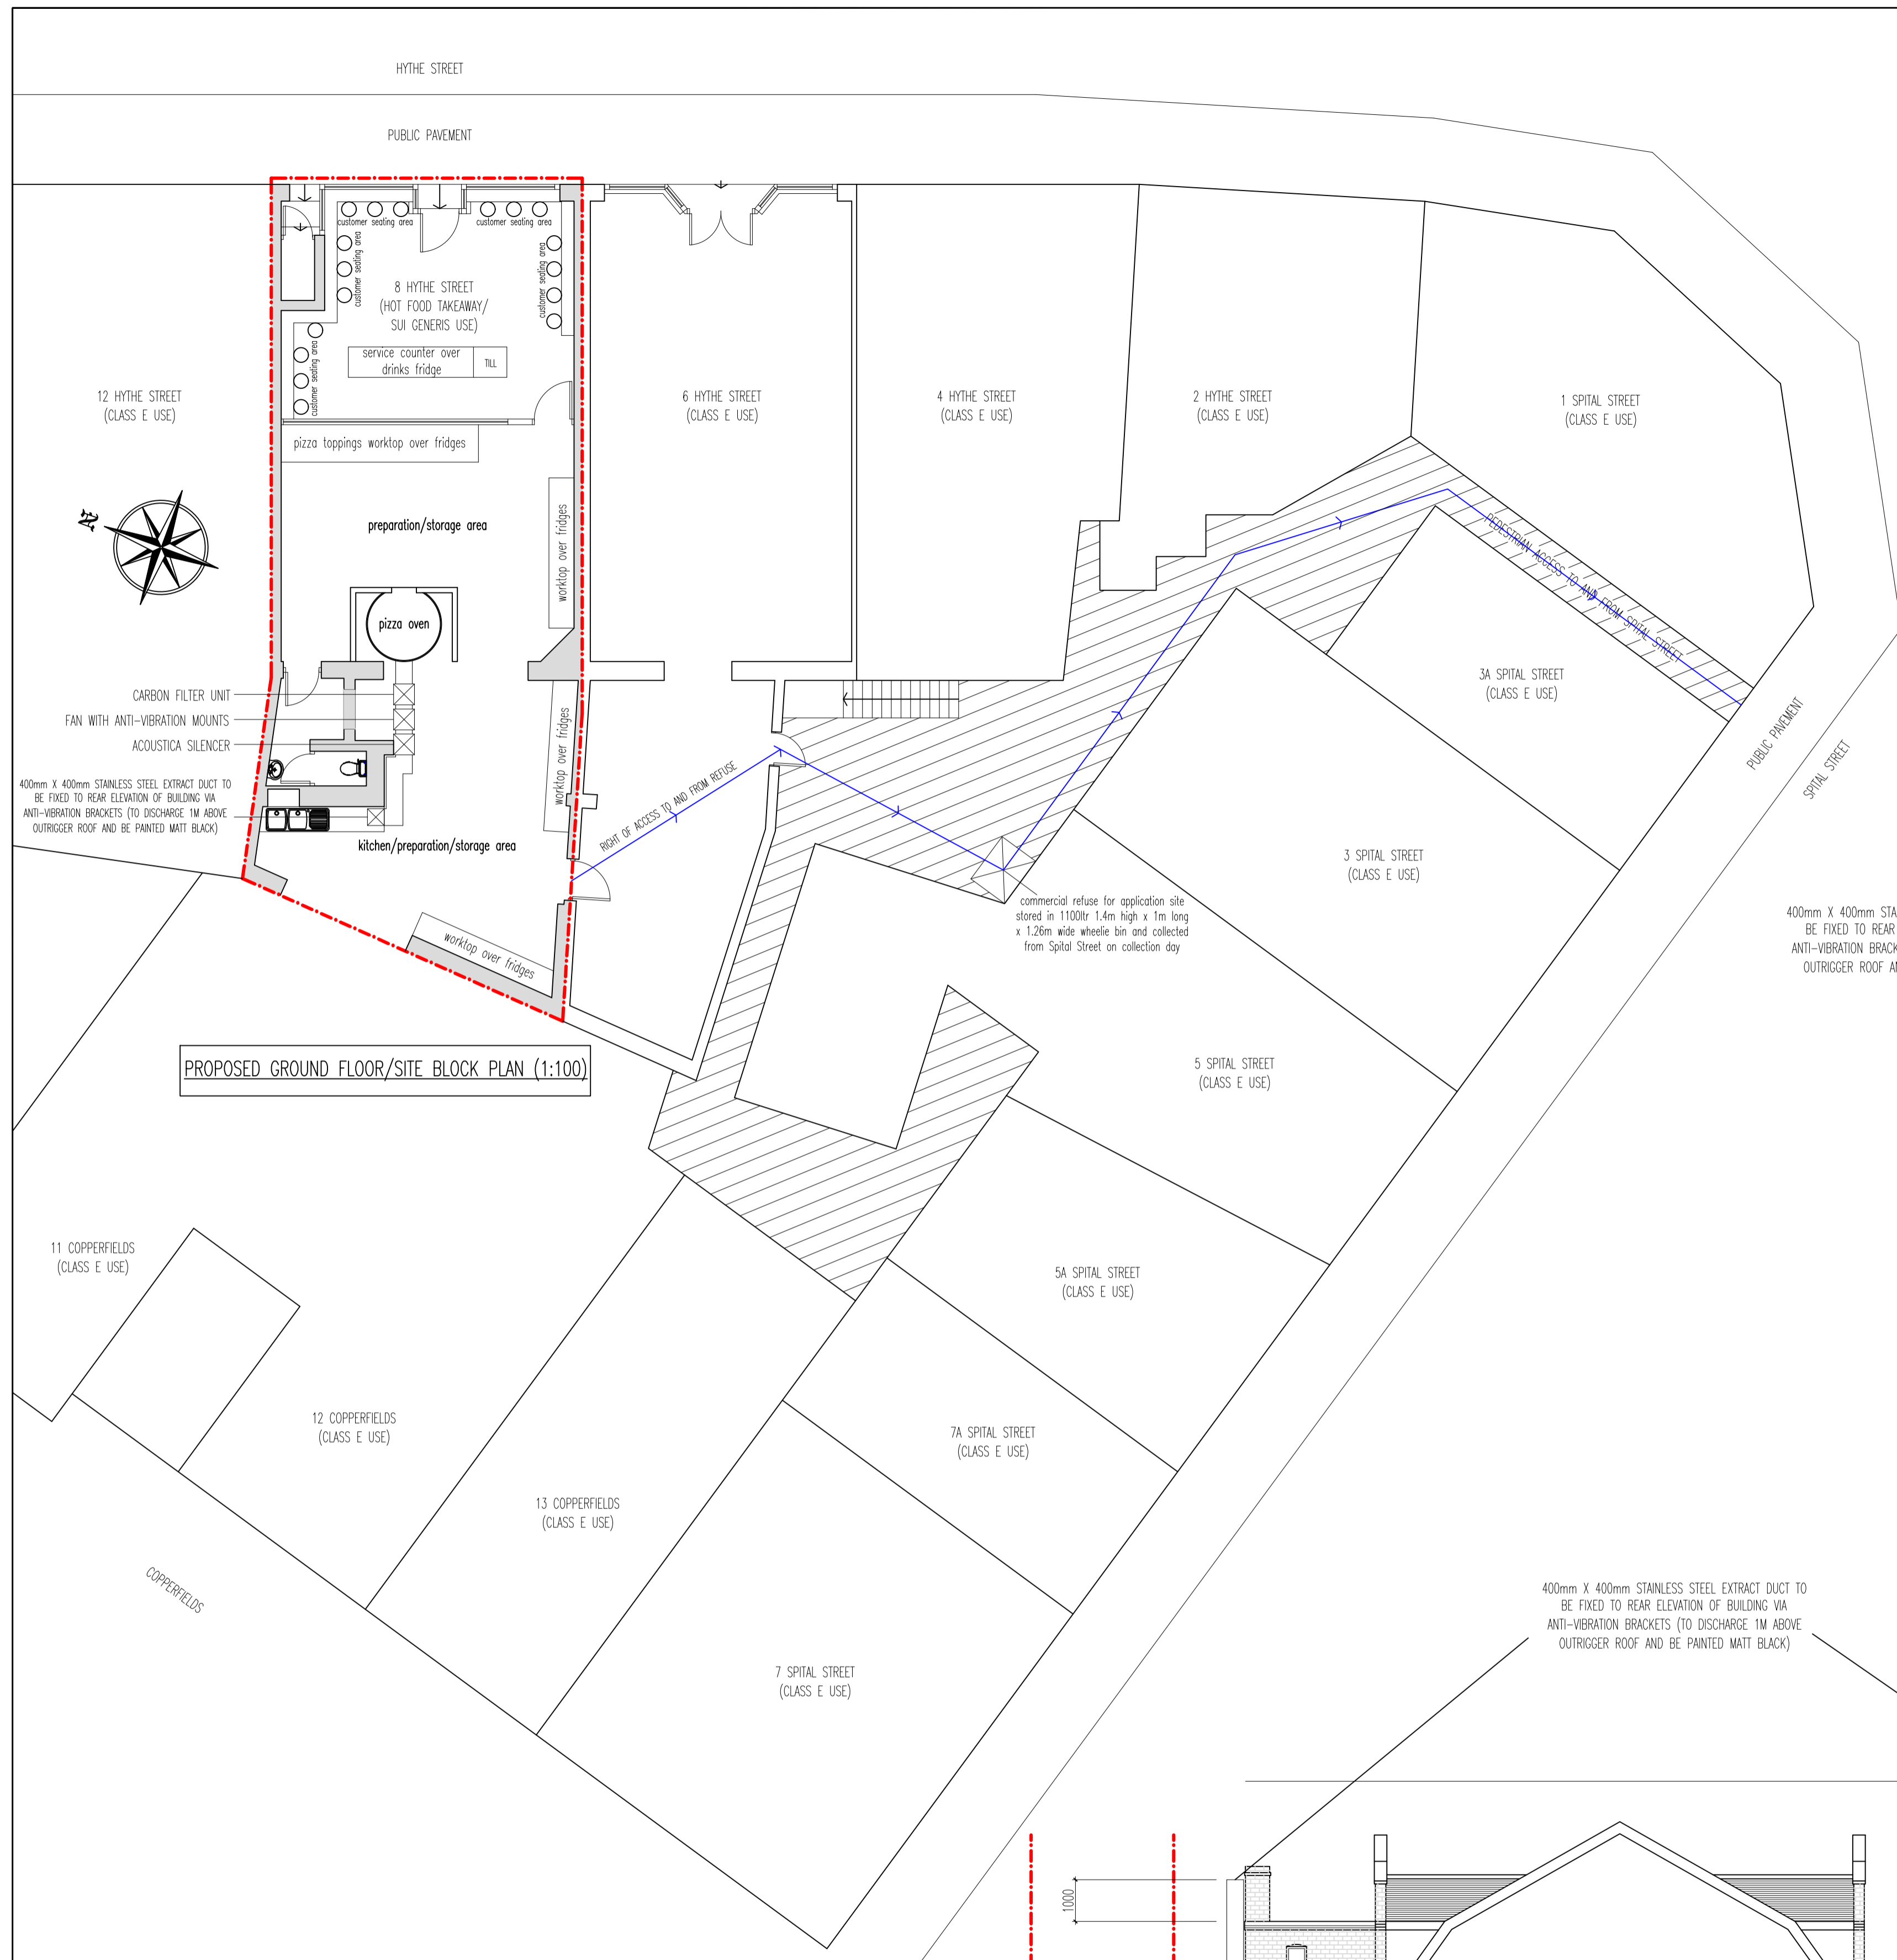 HYTHE STREET
PUBLIC PAVEMENT
customer seating area
customer seating area
customer seating area
customer seating area
8 HYTHE STREET
(HOT FOOD TAKEAWAY/
SUI GENERIS USE)
service counter over
drinks fridge
TILL
customer seating area
12 HYTHE STREET
(CLASS E USE)
6 HYTHE STREET
(CLASS E USE)
4 HYTHE STREET
(CLASS E USE)
2 HYTHE STREET
(CLASS E USE)
1 SPITAL STREET
(CLASS E USE)
pizza toppings worktop over fridges
N
preparation/storage area
worktop over fridges
pizza oven
PEDESTRIAN ACCESS TO AND FROM SPITAL STREET
3A SPITAL STREET
(CLASS E USE)
CARBON FILTER UNIT
FAN WITH ANTI-VIBRATION MOUNTS
ACOUSTICA SILENCER
400mm X 400mm STAINLESS STEEL EXTRACT DUCT TO
BE FIXED TO REAR ELEVATION OF BUILDING VIA
ANTI-VIBRATION BRACKETS (TO DISCHARGE 1M ABOVE
OUTRIGGER ROOF AND BE PAINTED MATT BLACK)
worktop over fridges
RIGHT OF ACCESS TO AND FROM REFUSE
PUBLIC PAVEMENT
SPITAL STREET
kitchen/preparation/storage area
3 SPITAL STREET
(CLASS E USE)
commercial refuse for application site
stored in 1100ltr 1.4m high x 1m long
x 1.26m wide wheelie bin and collected
from Spital Street on collection day
400mm X 400mm STA
BE FIXED TO REAR
ANTI-VIBRATION BRACK
OUTRIGGER ROOF A
worktop over fridges
PROPOSED GROUND FLOOR/SITE BLOCK PLAN (1:100)
5 SPITAL STREET
(CLASS E USE)
11 COPPERFIELDS
(CLASS E USE)
5A SPITAL STREET
(CLASS E USE)
12 COPPERFIELDS
(CLASS E USE)
7A SPITAL STREET
(CLASS E USE)
13 COPPERFIELDS
(CLASS E USE)
COPPERFIELDS
7 SPITAL STREET
(CLASS E USE)
400mm X 400mm STAINLESS STEEL EXTRACT DUCT TO
BE FIXED TO REAR ELEVATION OF BUILDING VIA
ANTI-VIBRATION BRACKETS (TO DISCHARGE 1M ABOVE
OUTRIGGER ROOF AND BE PAINTED MATT BLACK)
1000